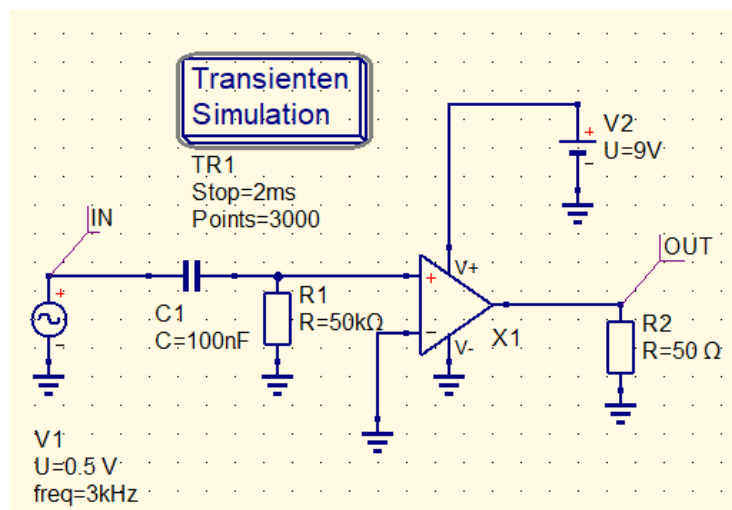 Transienten
Simulation
TR1
Stop=2ms
Points=3000
V2
U=9V
+
−
IN
OUT
+
−
C1
C=100nF
R1
R=50kΩ
+
−
V+
V-
X1
R2
R=50 Ω
V1
U=0.5 V
freq=3kHz